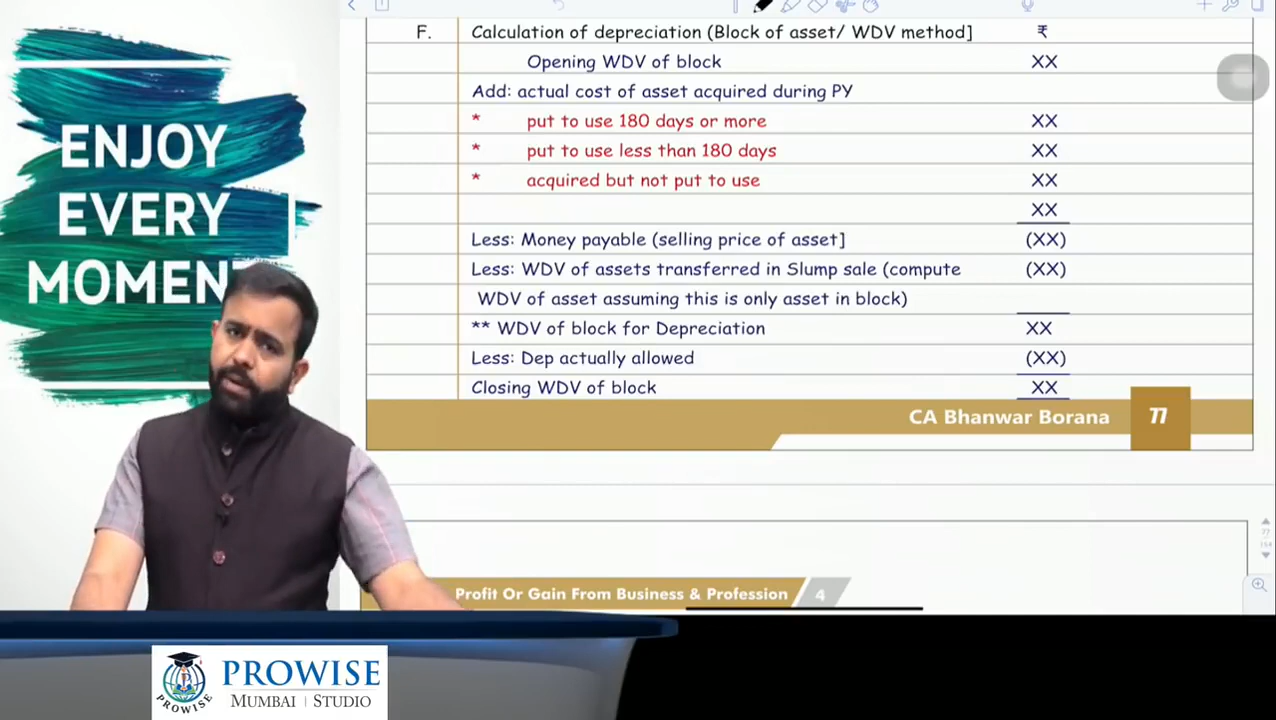 ENJOY
EVERY
MOMENT
F. Calculation of depreciation (Block of asset/ WDV method] ₹
Opening WDV of block XX
Add: actual cost of asset acquired during PY
* put to use 180 days or more XX
* put to use less than 180 days XX
* acquired but not put to use XX
XX
Less: Money payable (selling price of asset] (XX)
Less: WDV of assets transferred in Slump sale (compute (XX)
WDV of asset assuming this is only asset in block)
** WDV of block for Depreciation XX
Less: Dep actually allowed (XX)
Closing WDV of block XX
CA Bhanwar Borana 77
Profit Or Gain From Business & Profession 4
PROWISE
PROWISE
MUMBAI | STUDIO